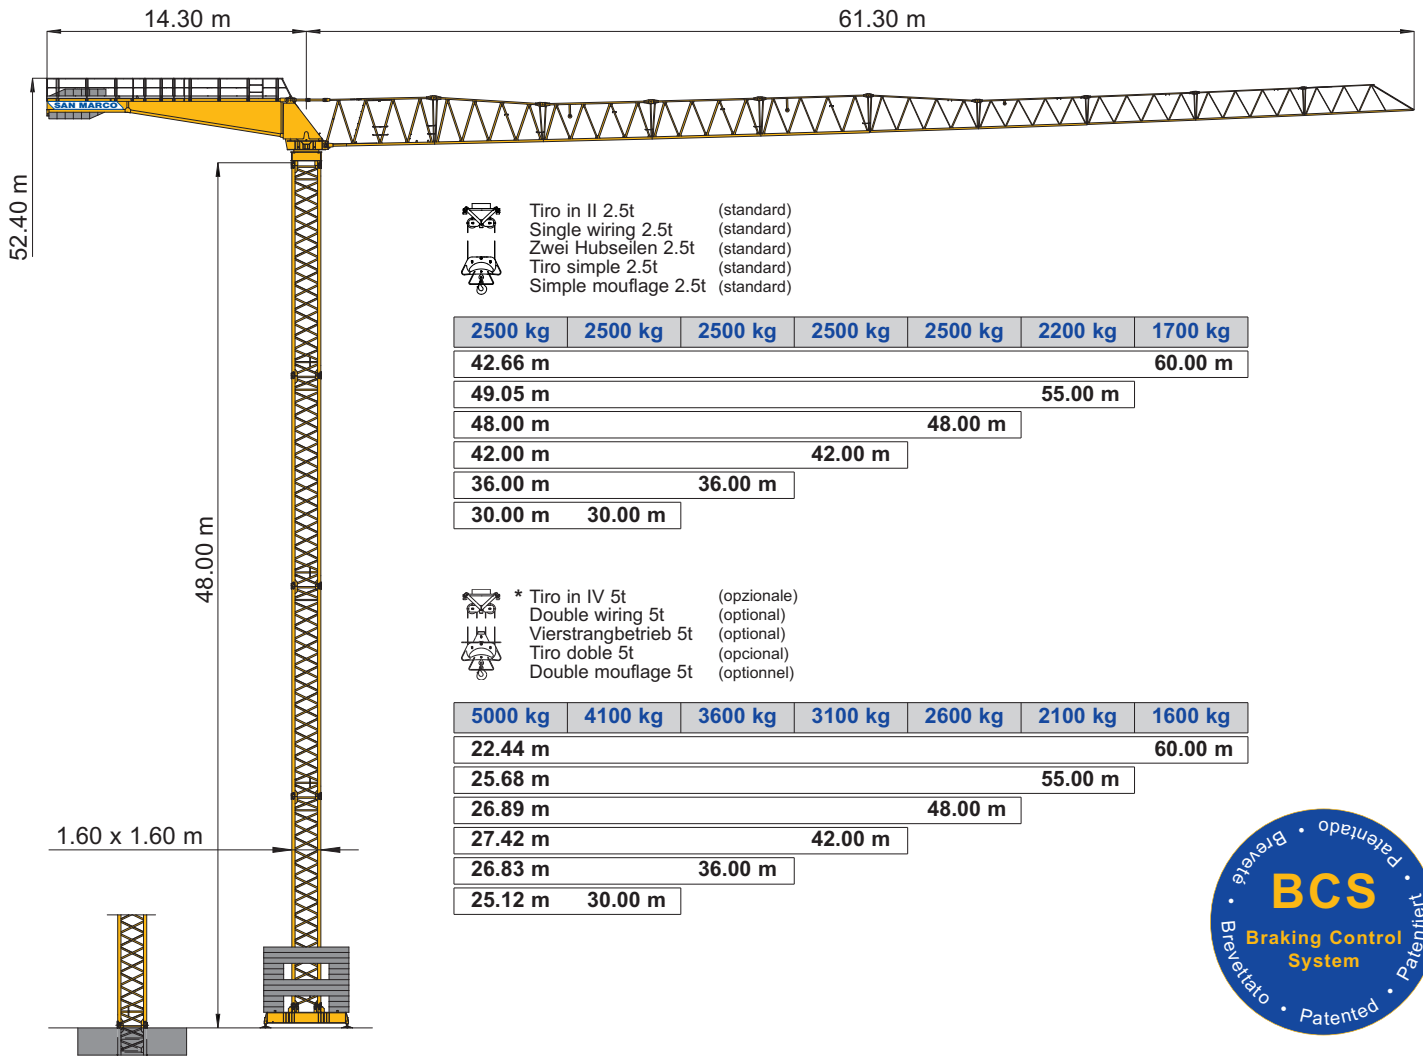 14.30 m 61.30 m
SAN MARCO
52.40 m
Tiro in II 2.5t (standard)
Single wiring 2.5t (standard)
Zwei Hubseilen 2.5t (standard)
Tiro simple 2.5t (standard)
Simple mouflage 2.5t (standard)
2500 kg 2500 kg 2500 kg 2500 kg 2500 kg 2200 kg 1700 kg
42.66 m 60.00 m
49.05 m 55.00 m
48.00 m 48.00 m
42.00 m 42.00 m
36.00 m 36.00 m
30.00 m 30.00 m
48.00 m
* Tiro in IV 5t (opzionale)
Double wiring 5t (optional)
Vierstrangbetrieb 5t (optional)
Tiro doble 5t (opcional)
Double mouflage 5t (optionnel)
5000 kg 4100 kg 3600 kg 3100 kg 2600 kg 2100 kg 1600 kg
22.44 m 60.00 m
25.68 m 55.00 m
26.89 m 48.00 m
27.42 m 42.00 m
26.83 m 36.00 m
25.12 m 30.00 m
1.60 x 1.60 m
BCS
Braking Control
System
Brevettato • Patented • Patentiert • Patentado • Breveté •